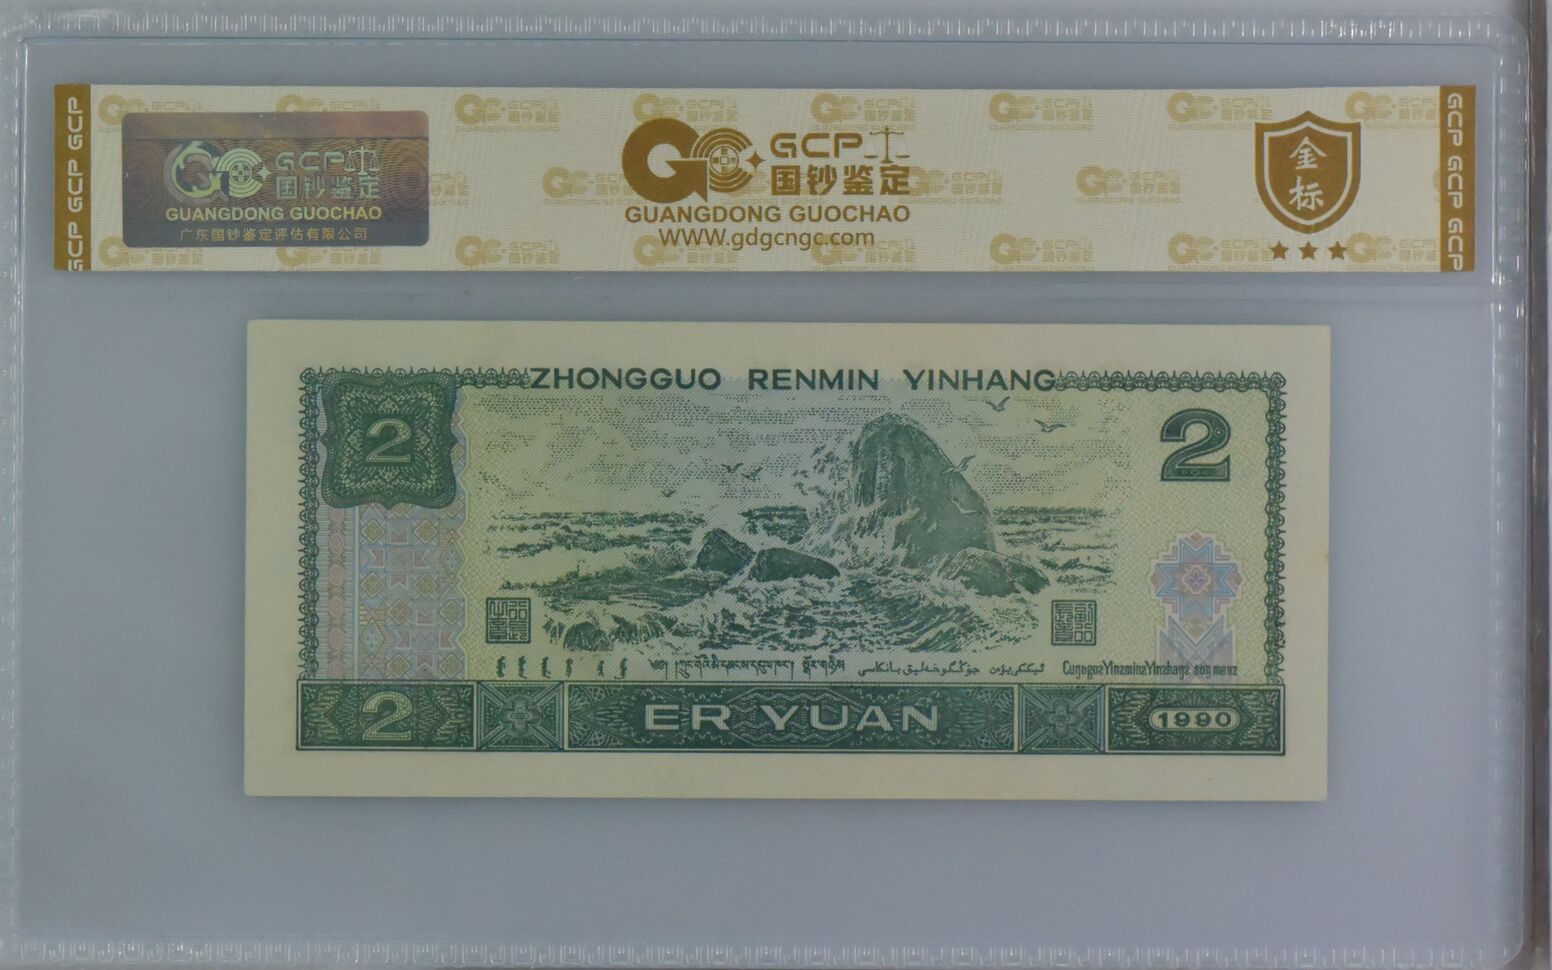 GCP GCP GCP
GCP
国钞鉴定
GUANGDONG GUOCHAO
广东国钞鉴定评估有限公司
GCP
国钞鉴定
GUANGDONG GUOCHAO
WWW.gdgcngc.com
金标
GCP GCP GCP
ZHONGGUO RENMIN YINHANG
2
2
2
ER YUAN
1990